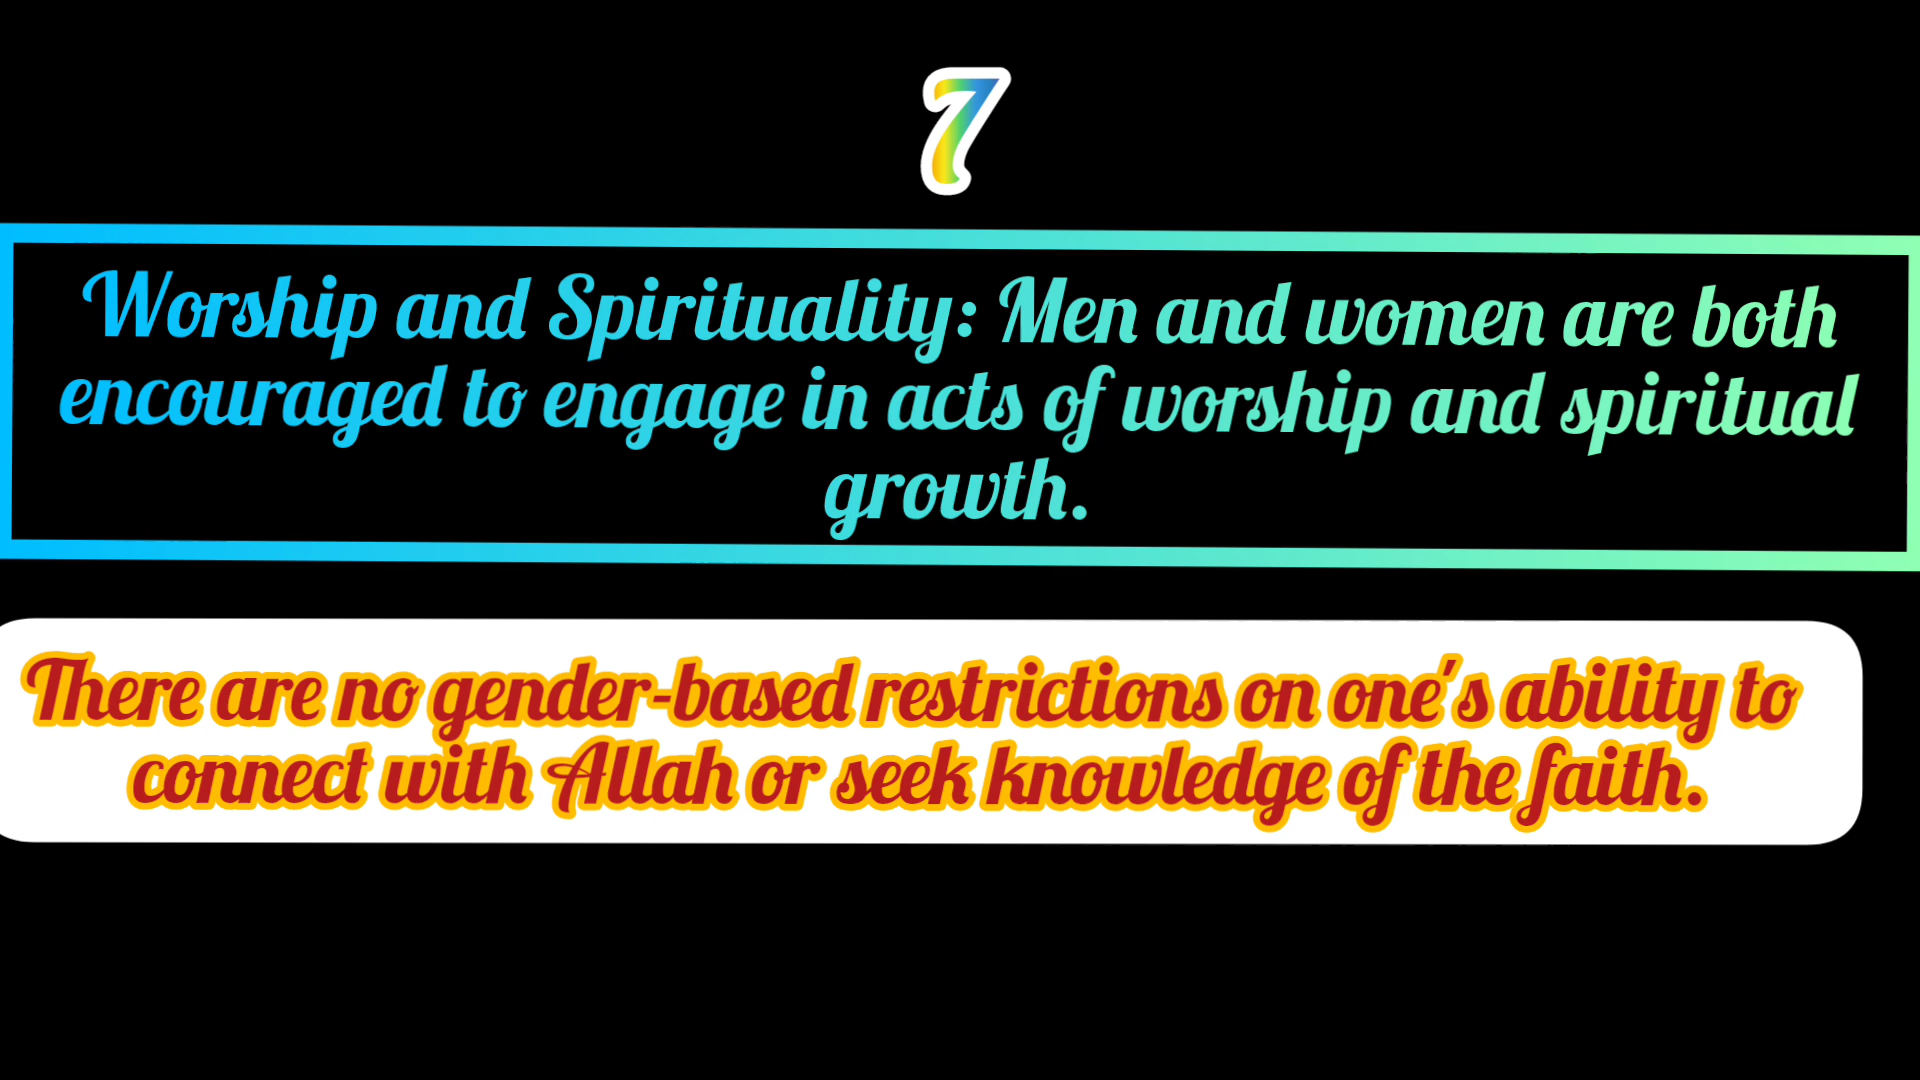 7
Worship and Spirituality: Men and women are both
encouraged to engage in acts of worship and spiritual
growth.
There are no gender-based restrictions on one's ability to
connect with Allah or seek knowledge of the faith.